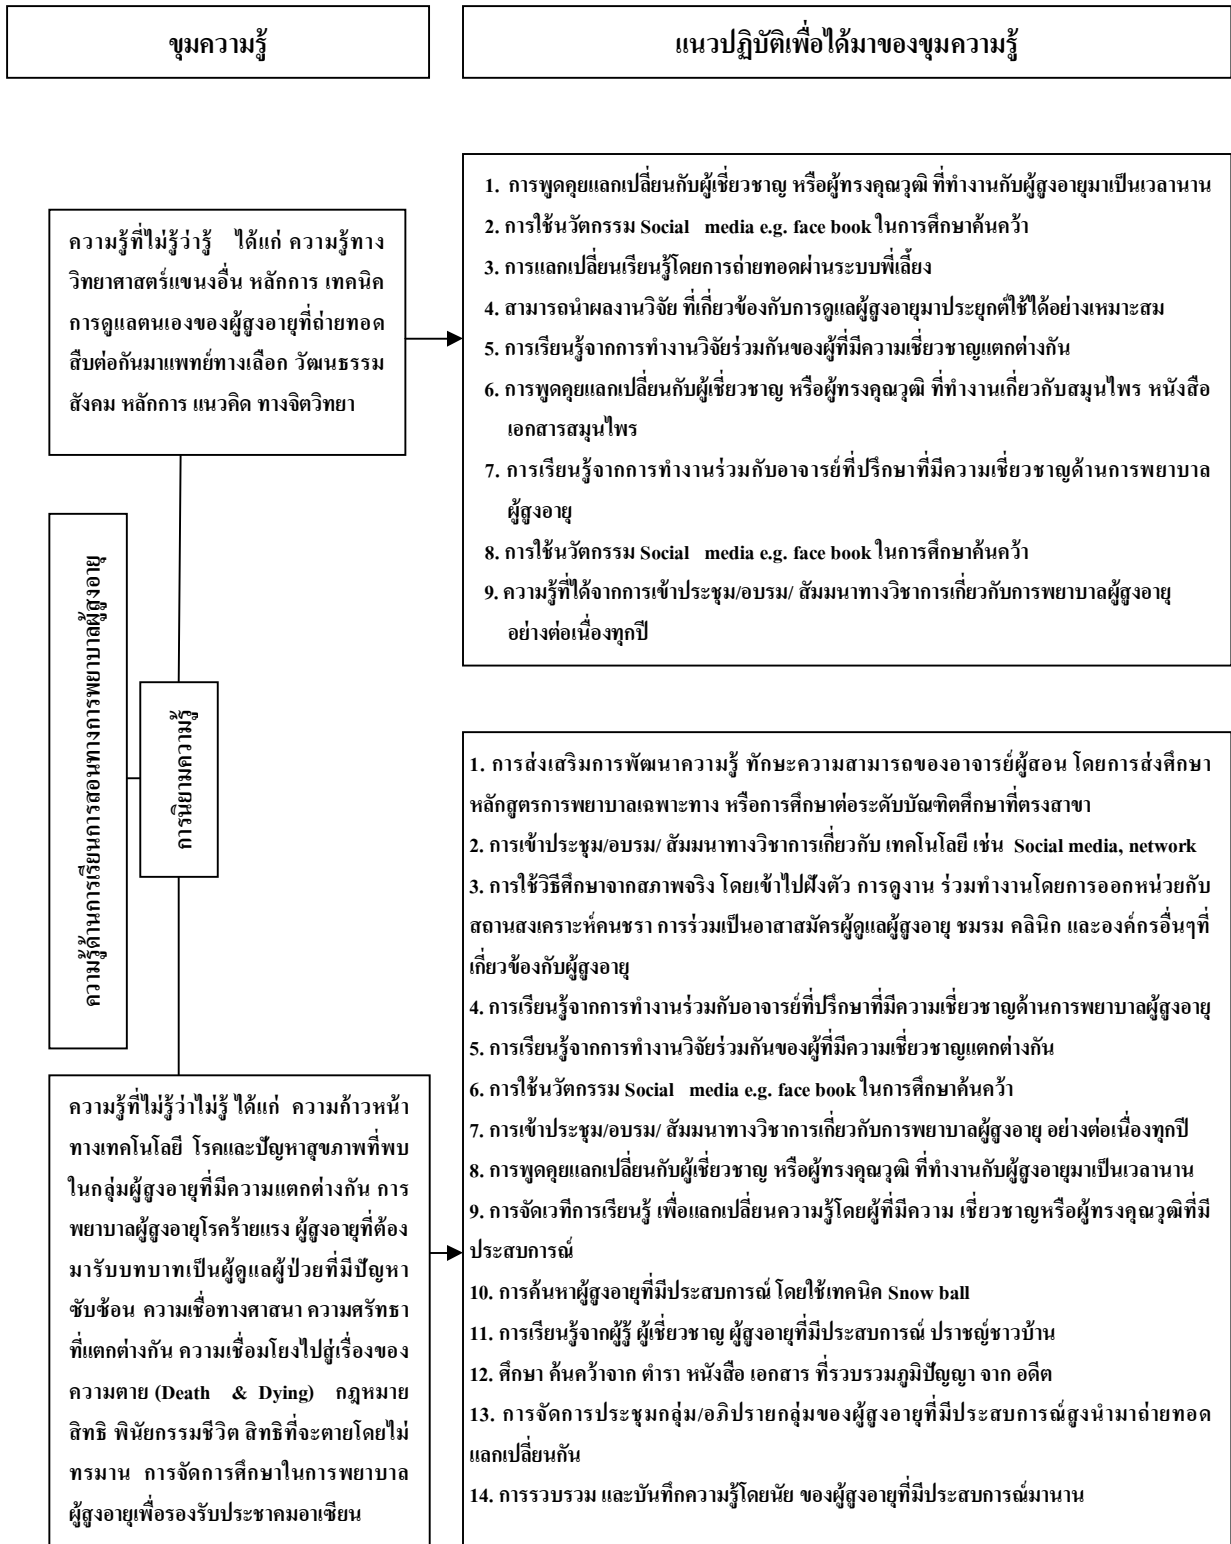 ขุมความรู้
แนวปฏิบัติเพื่อได้มาของขุมความรู้
ความรู้ที่ไม่รู้ว่ารู้ ได้แก่ ความรู้ทาง
วิทยาศาสตร์แขนงอื่น หลักการ เทคนิค
การดูแลตนเองของผู้สูงอายุที่ถ่ายทอด
สืบต่อกันมาแพทย์ทางเลือก วัฒนธรรม
สังคม หลักการ แนวคิด ทางจิตวิทยา
1. การพูดคุยแลกเปลี่ยนกับผู้เชี่ยวชาญ หรือผู้ทรงคุณวุฒิ ที่ทำงานกับผู้สูงอายุมาเป็นเวลานาน
2. การใช้นวัตกรรม Social media e.g. face book ในการศึกษาค้นคว้า
3. การแลกเปลี่ยนเรียนรู้โดยการถ่ายทอดผ่านระบบพี่เลี้ยง
4. สามารถนำผลงานวิจัย ที่เกี่ยวข้องกับการดูแลผู้สูงอายุมาประยุกต์ใช้ได้อย่างเหมาะสม
5. การเรียนรู้จากการทำงานวิจัยร่วมกันของผู้ที่มีความเชี่ยวชาญแตกต่างกัน
6. การพูดคุยแลกเปลี่ยนกับผู้เชี่ยวชาญ หรือผู้ทรงคุณวุฒิ ที่ทำงานเกี่ยวกับสมุนไพร หนังสือ
เอกสารสมุนไพร
7. การเรียนรู้จากการทำงานร่วมกับอาจารย์ที่ปรึกษาที่มีความเชี่ยวชาญด้านการพยาบาล
ผู้สูงอายุ
8. การใช้นวัตกรรม Social media e.g. face book ในการศึกษาค้นคว้า
9. ความรู้ที่ได้จากการเข้าประชุม/อบรม/ สัมมนาทางวิชาการเกี่ยวกับการพยาบาลผู้สูงอายุ
อย่างต่อเนื่องทุกปี
ความรู้ด้านการเรียนการสอนทางการพยาบาลผู้สูงอายุ
การนิยามความรู้
ความรู้ที่ไม่รู้ว่าไม่รู้ ได้แก่ ความก้าวหน้า
ทางเทคโนโลยี โรคและปัญหาสุขภาพที่พบ
ในกลุ่มผู้สูงอายุที่มีความแตกต่างกัน การ
พยาบาลผู้สูงอายุโรคร้ายแรง ผู้สูงอายุที่ต้อง
มารับบทบาทเป็นผู้ดูแลผู้ป่วยที่มีปัญหา
ซับซ้อน ความเชื่อทางศาสนา ความศรัทธา
ที่แตกต่างกัน ความเชื่อมโยงไปสู่เรื่องของ
ความตาย (Death & Dying) กฎหมาย
สิทธิ พินัยกรรมชีวิต สิทธิที่จะตายโดยไม่
ทรมาน การจัดการศึกษาในการพยาบาล
ผู้สูงอายุเพื่อรองรับประชาคมอาเซียน
1. การส่งเสริมการพัฒนาความรู้ ทักษะความสามารถของอาจารย์ผู้สอน โดยการส่งศึกษา
หลักสูตรการพยาบาลเฉพาะทาง หรือการศึกษาต่อระดับบัณฑิตศึกษาที่ตรงสาขา
2. การเข้าประชุม/อบรม/ สัมมนาทางวิชาการเกี่ยวกับ เทคโนโลยี เช่น Social media, network
3. การใช้วิธีศึกษาจากสภาพจริง โดยเข้าไปฝังตัว การดูงาน ร่วมทำงานโดยการออกหน่วยกับ
สถานสงเคราะห์คนชรา การร่วมเป็นอาสาสมัครผู้ดูแลผู้สูงอายุ ชมรม คลินิก และองค์กรอื่นๆที่
เกี่ยวข้องกับผู้สูงอายุ
4. การเรียนรู้จากการทำงานร่วมกับอาจารย์ที่ปรึกษาที่มีความเชี่ยวชาญด้านการพยาบาลผู้สูงอายุ
5. การเรียนรู้จากการทำงานวิจัยร่วมกันของผู้ที่มีความเชี่ยวชาญแตกต่างกัน
6. การใช้นวัตกรรม Social media e.g. face book ในการศึกษาค้นคว้า
7. การเข้าประชุม/อบรม/ สัมมนาทางวิชาการเกี่ยวกับการพยาบาลผู้สูงอายุ อย่างต่อเนื่องทุกปี
8. การพูดคุยแลกเปลี่ยนกับผู้เชี่ยวชาญ หรือผู้ทรงคุณวุฒิ ที่ทำงานกับผู้สูงอายุมาเป็นเวลานาน
9. การจัดเวทีการเรียนรู้ เพื่อแลกเปลี่ยนความรู้โดยผู้ที่มีความ เชี่ยวชาญหรือผู้ทรงคุณวุฒิที่มี
ประสบการณ์
10. การค้นหาผู้สูงอายุที่มีประสบการณ์ โดยใช้เทคนิค Snow ball
11. การเรียนรู้จากผู้รู้ ผู้เชี่ยวชาญ ผู้สูงอายุที่มีประสบการณ์ ปราชญ์ชาวบ้าน
12. ศึกษา ค้นคว้าจาก ตำรา หนังสือ เอกสาร ที่รวบรวมภูมิปัญญา จาก อดีต
13. การจัดการประชุมกลุ่ม/อภิปรายกลุ่มของผู้สูงอายุที่มีประสบการณ์สูงนำมาถ่ายทอด
แลกเปลี่ยนกัน
14. การรวบรวม และบันทึกความรู้โดยนัย ของผู้สูงอายุที่มีประสบการณ์มานาน